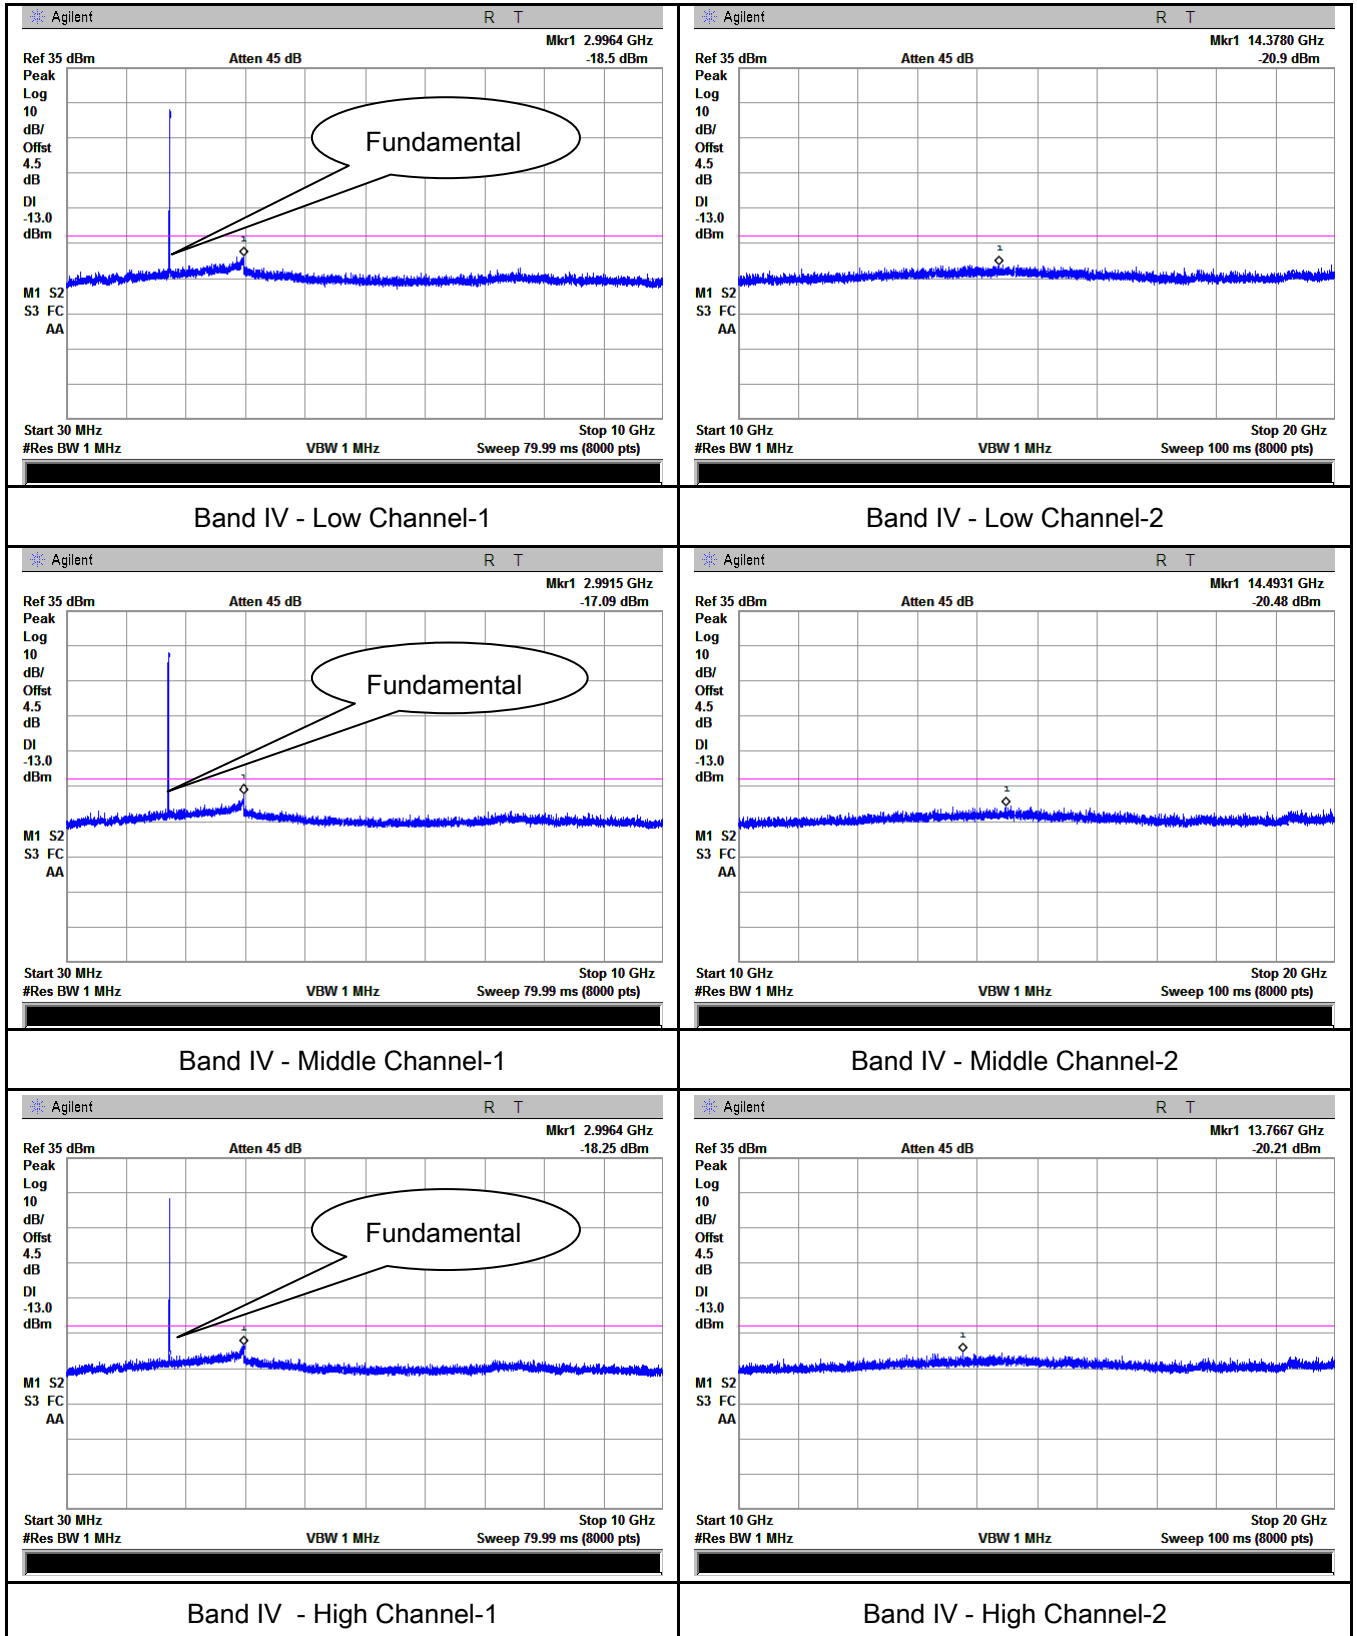 Agilent R T
Mkr1 2.9964 GHz
Ref 35 dBm Atten 45 dB -18.5 dBm
Peak
Log
10
dB/
Offst
4.5
dB
DI
-13.0
dBm
Fundamental
1
M1 S2
S3 FC
AA
Start 30 MHz Stop 10 GHz
#Res BW 1 MHz VBW 1 MHz Sweep 79.99 ms (8000 pts)
Band IV - Low Channel-1
Agilent R T
Mkr1 14.3780 GHz
Ref 35 dBm Atten 45 dB -20.9 dBm
Peak
Log
10
dB/
Offst
4.5
dB
DI
-13.0
dBm
1
M1 S2
S3 FC
AA
Start 10 GHz Stop 20 GHz
#Res BW 1 MHz VBW 1 MHz Sweep 100 ms (8000 pts)
Band IV - Low Channel-2
Agilent R T
Mkr1 2.9915 GHz
Ref 35 dBm Atten 45 dB -17.09 dBm
Peak
Log
10
dB/
Offst
4.5
dB
DI
-13.0
dBm
Fundamental
1
M1 S2
S3 FC
AA
Start 30 MHz Stop 10 GHz
#Res BW 1 MHz VBW 1 MHz Sweep 79.99 ms (8000 pts)
Band IV - Middle Channel-1
Agilent R T
Mkr1 14.4931 GHz
Ref 35 dBm Atten 45 dB -20.48 dBm
Peak
Log
10
dB/
Offst
4.5
dB
DI
-13.0
dBm
1
M1 S2
S3 FC
AA
Start 10 GHz Stop 20 GHz
#Res BW 1 MHz VBW 1 MHz Sweep 100 ms (8000 pts)
Band IV - Middle Channel-2
Agilent R T
Mkr1 2.9964 GHz
Ref 35 dBm Atten 45 dB -18.25 dBm
Peak
Log
10
dB/
Offst
4.5
dB
DI
-13.0
dBm
Fundamental
1
M1 S2
S3 FC
AA
Start 30 MHz Stop 10 GHz
#Res BW 1 MHz VBW 1 MHz Sweep 79.99 ms (8000 pts)
Band IV - High Channel-1
Agilent R T
Mkr1 13.7667 GHz
Ref 35 dBm Atten 45 dB -20.21 dBm
Peak
Log
10
dB/
Offst
4.5
dB
DI
-13.0
dBm
1
M1 S2
S3 FC
AA
Start 10 GHz Stop 20 GHz
#Res BW 1 MHz VBW 1 MHz Sweep 100 ms (8000 pts)
Band IV - High Channel-2